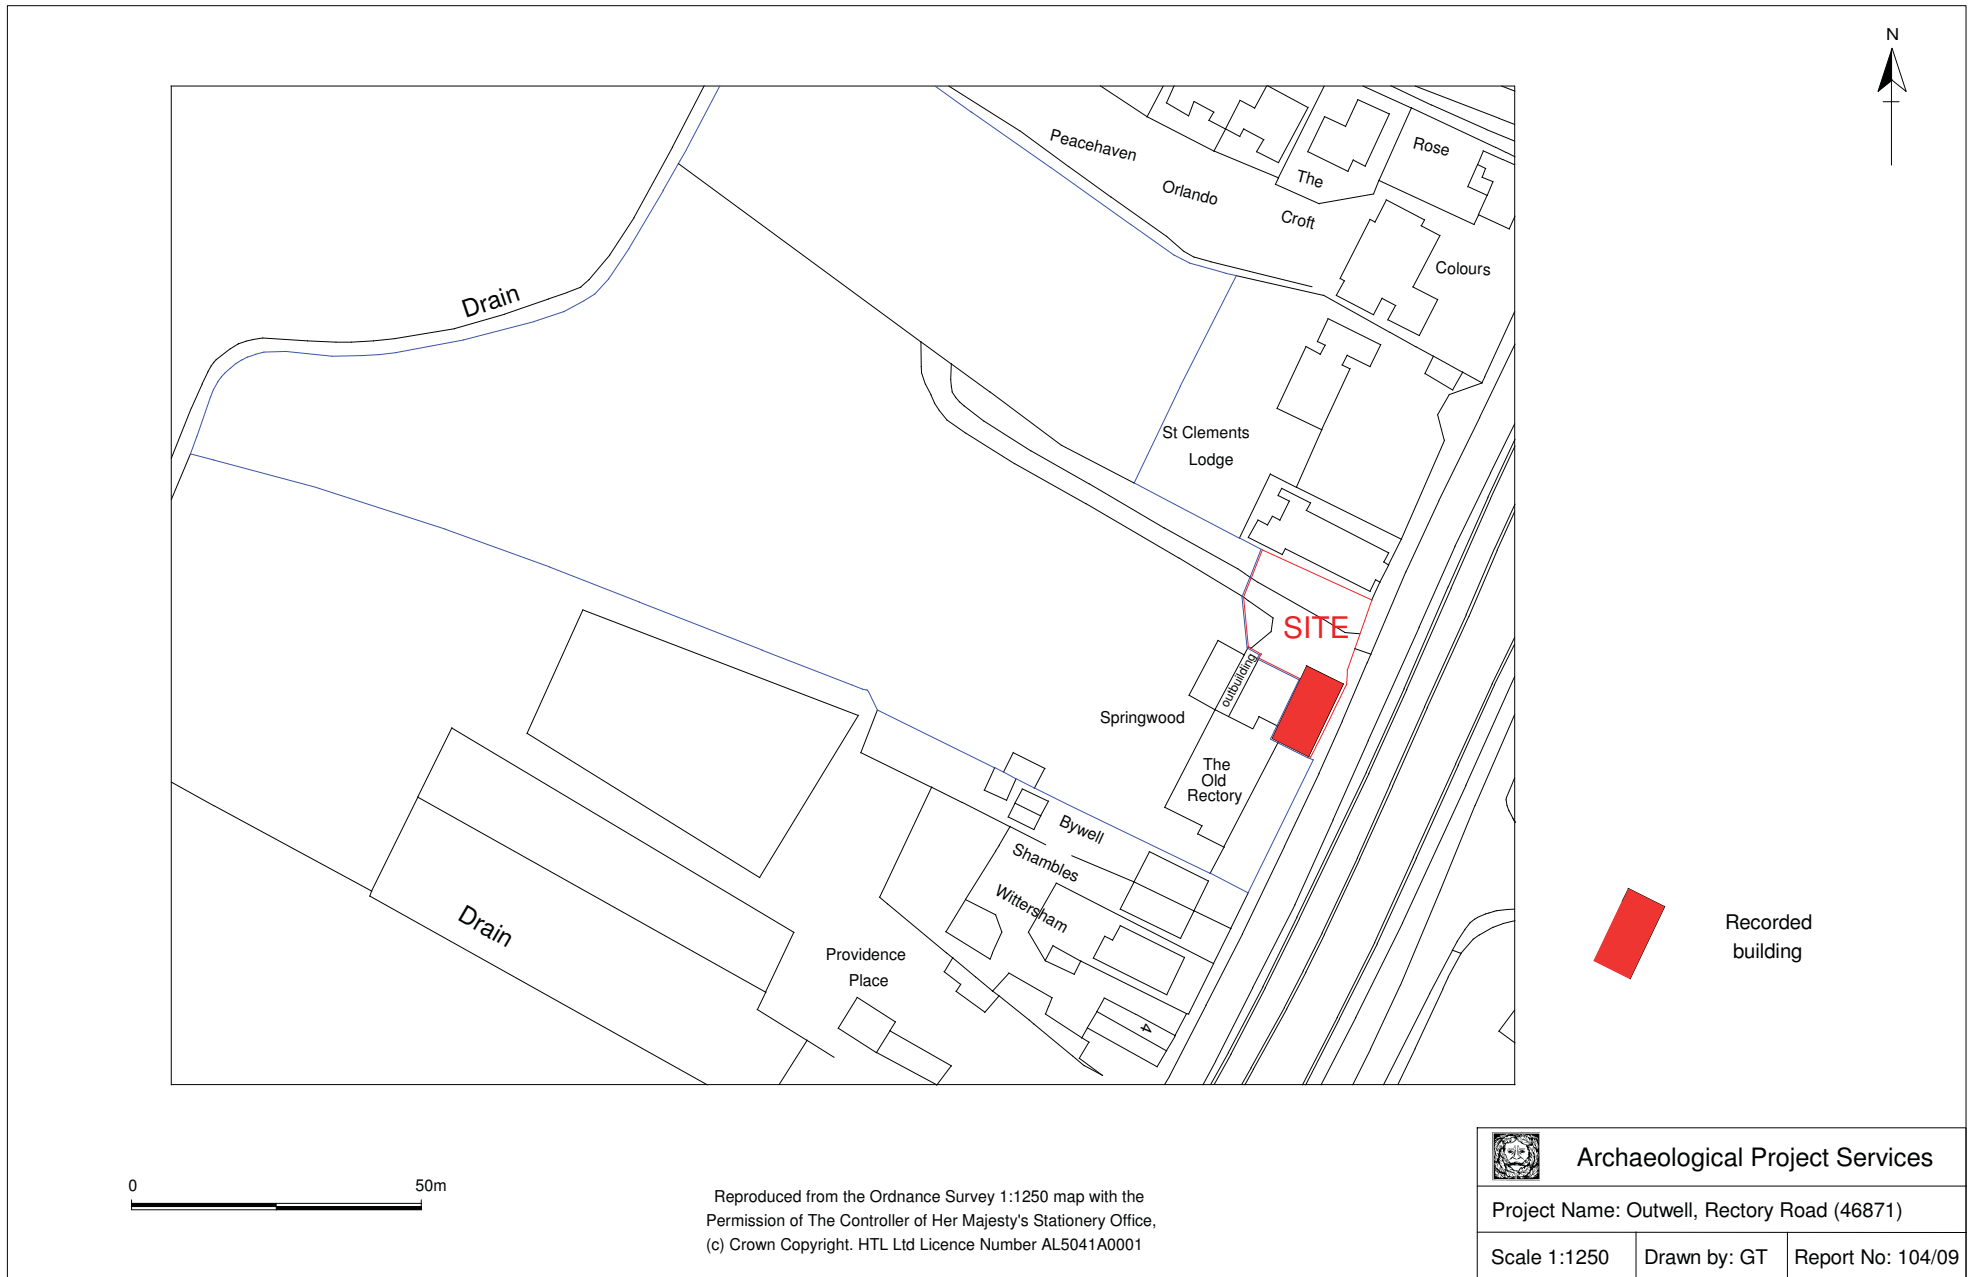 N
Peacehaven
Orlando
The
Croft
Rose
Colours
Drain
St Clements
Lodge
SITE
outbuilding
Springwood
The
Old
Rectory
Bywell
Shambles
Wittersham
Drain
Providence
Place
4
Recorded
building
0 50m
Reproduced from the Ordnance Survey 1:1250 map with the
Permission of The Controller of Her Majesty's Stationery Office,
(c) Crown Copyright. HTL Ltd Licence Number AL5041A0001
Archaeological Project Services
Project Name: Outwell, Rectory Road (46871)
Scale 1:1250 Drawn by: GT Report No: 104/09